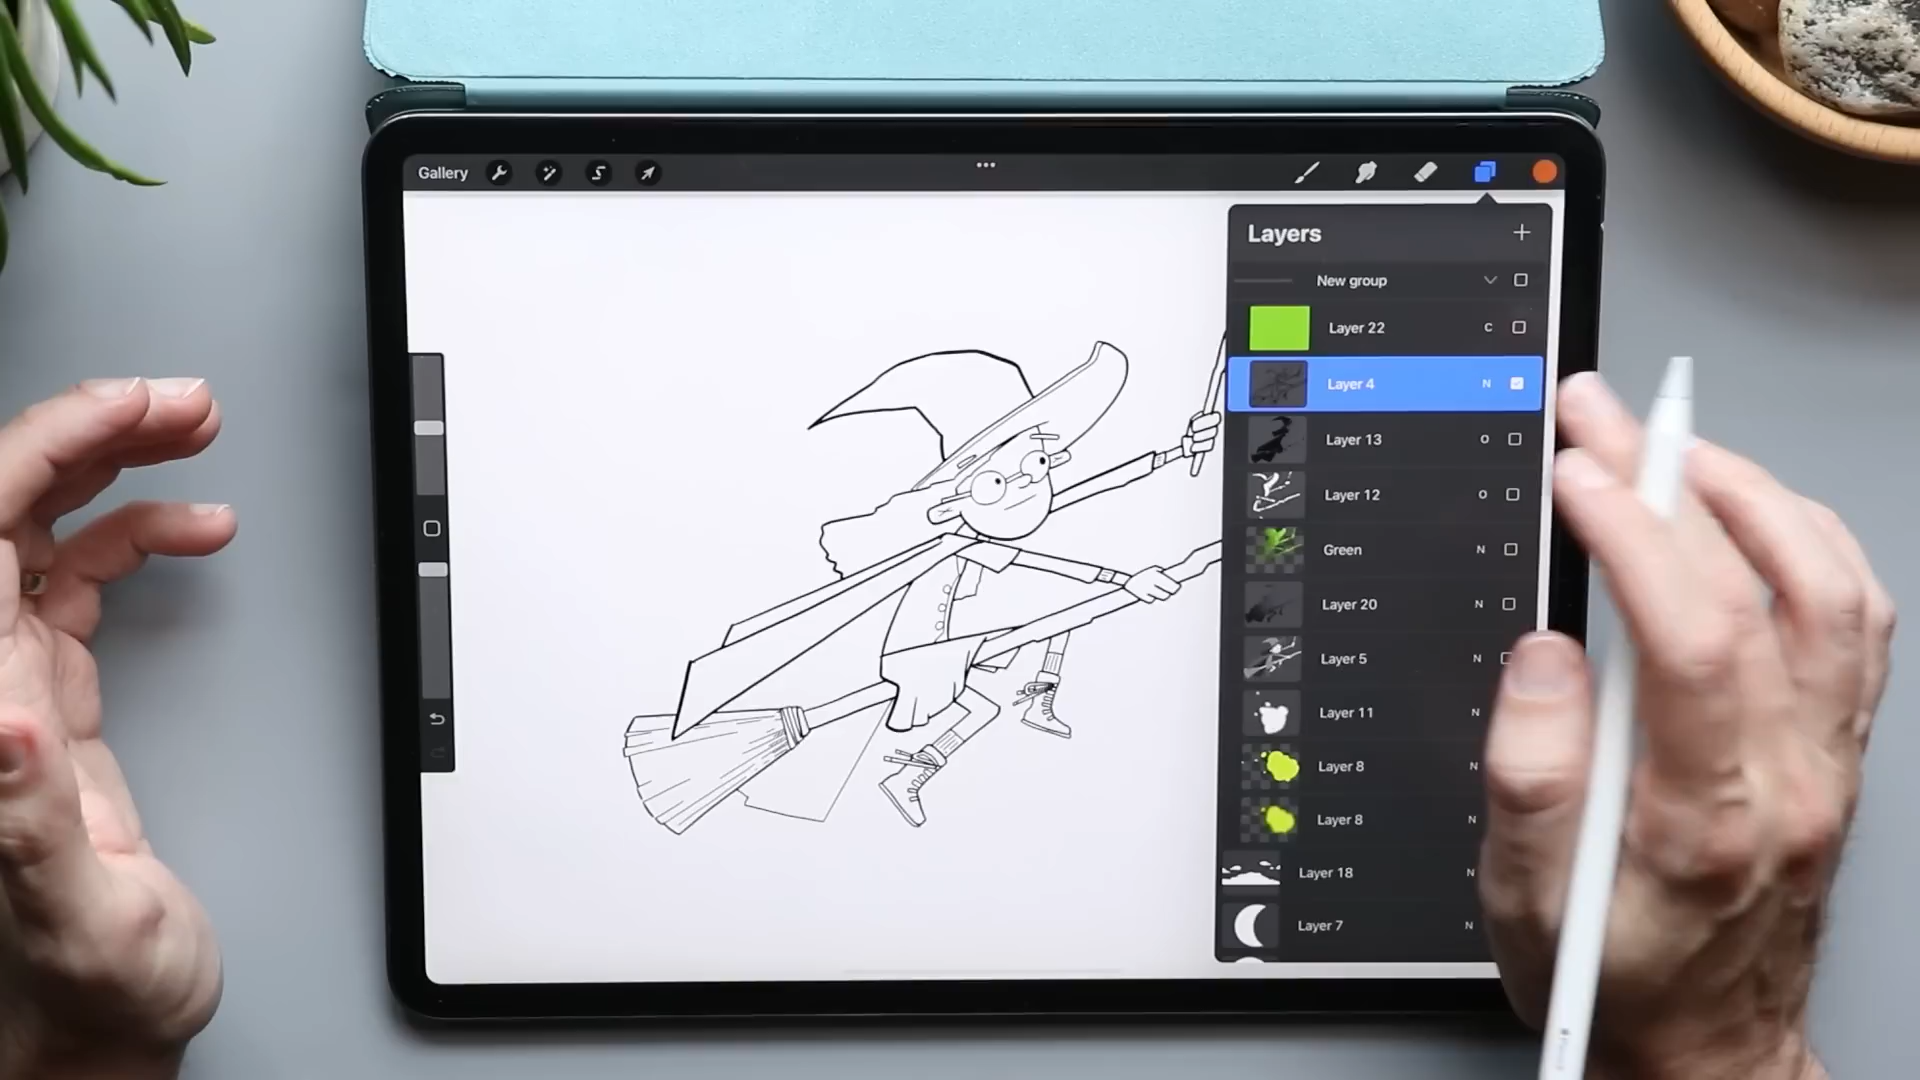 Gallery
Layers
New group
Layer 22 C
Layer 4 N
Layer 13 O
Layer 12 O
Green N
Layer 20 N
Layer 5 N
Layer 11 N
Layer 8 N
Layer 8 N
Layer 18 N
Layer 7 N